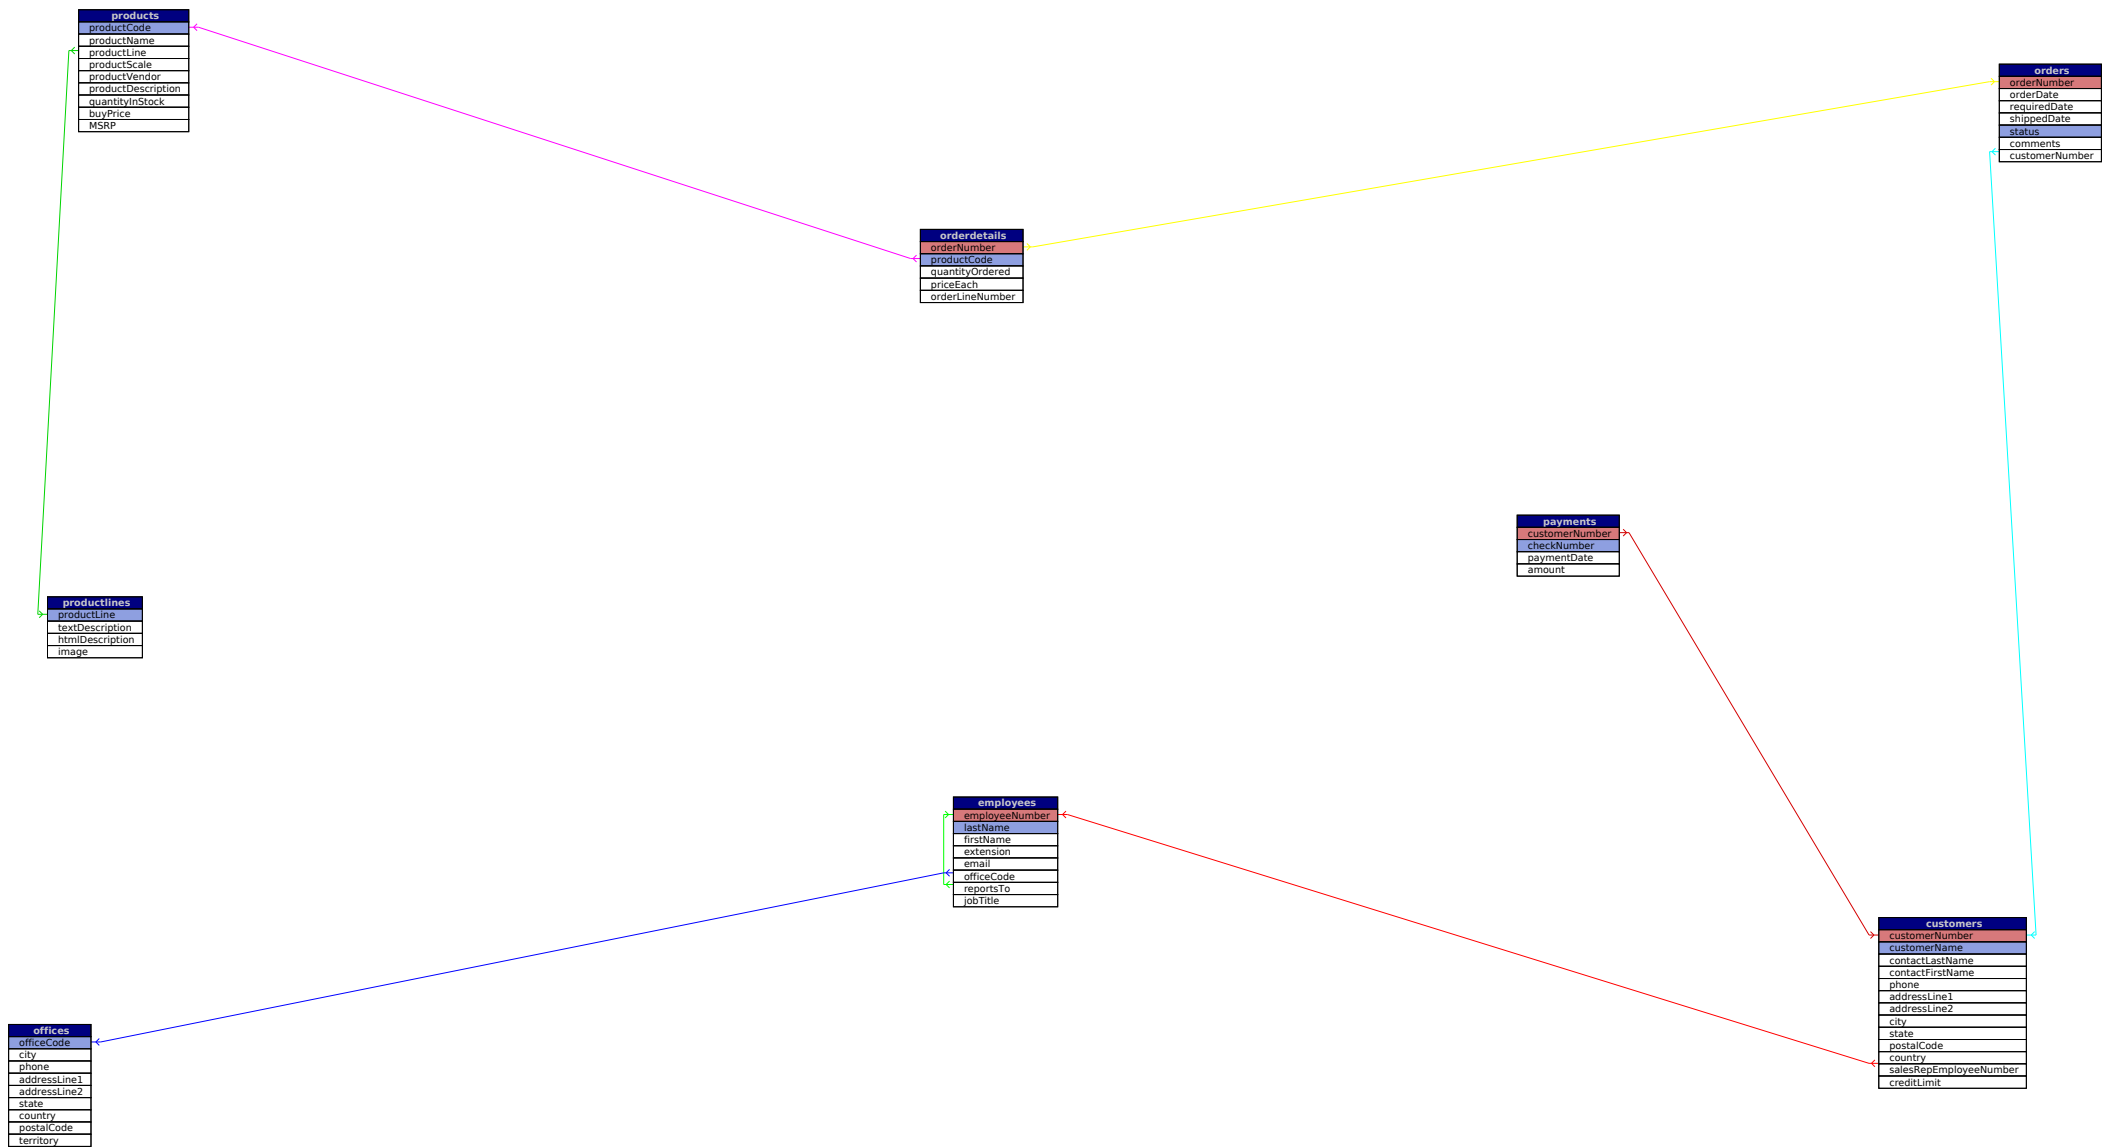 products
productCode
productName
productLine
productScale
productVendor
productDescription
quantityInStock
buyPrice
MSRP
orders
orderNumber
orderDate
requiredDate
shippedDate
status
comments
customerNumber
orderdetails
orderNumber
productCode
quantityOrdered
priceEach
orderLineNumber
payments
customerNumber
checkNumber
paymentDate
amount
productlines
productLine
textDescription
htmlDescription
image
employees
employeeNumber
lastName
firstName
extension
email
officeCode
reportsTo
jobTitle
customers
customerNumber
customerName
contactLastName
contactFirstName
phone
addressLine1
addressLine2
city
state
postalCode
country
salesRepEmployeeNumber
creditLimit
offices
officeCode
city
phone
addressLine1
addressLine2
state
country
postalCode
territory